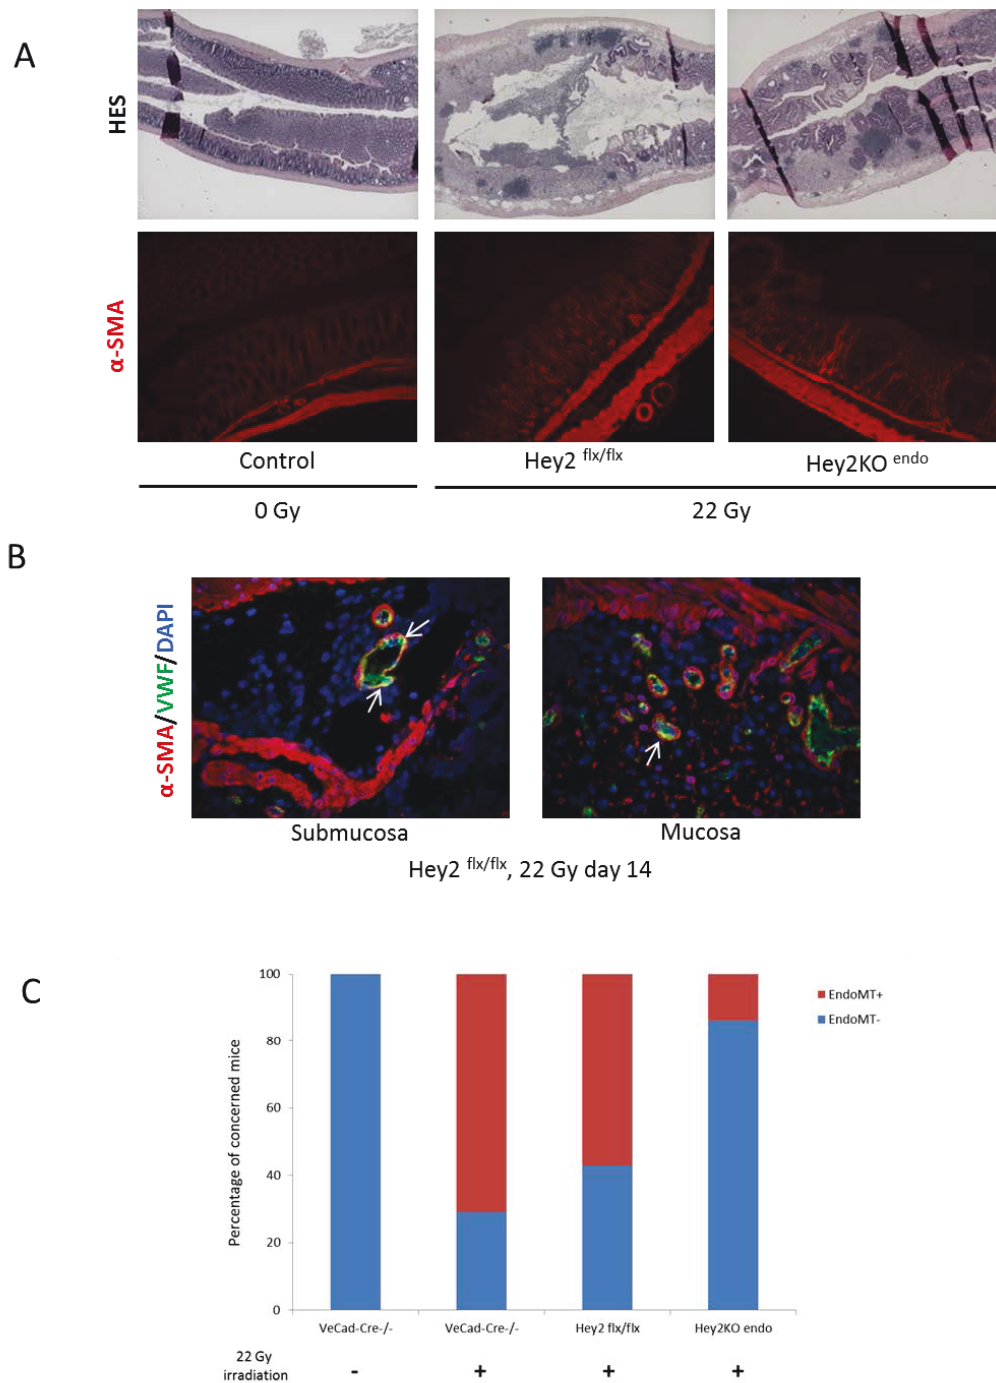 A
HES
α-SMA
Control
Hey2 flx/flx
Hey2KO endo
0 Gy
22 Gy
B
α-SMA/VWF/DAPI
Submucosa
Mucosa
Hey2 flx/flx, 22 Gy day 14
C
Percentage of concerned mice
100
80
60
40
20
0
EndoMT+
EndoMT-
VeCad-Cre-/-
VeCad-Cre-/-
Hey2 flx/flx
Hey2KO endo
22 Gy
irradiation
- + + +